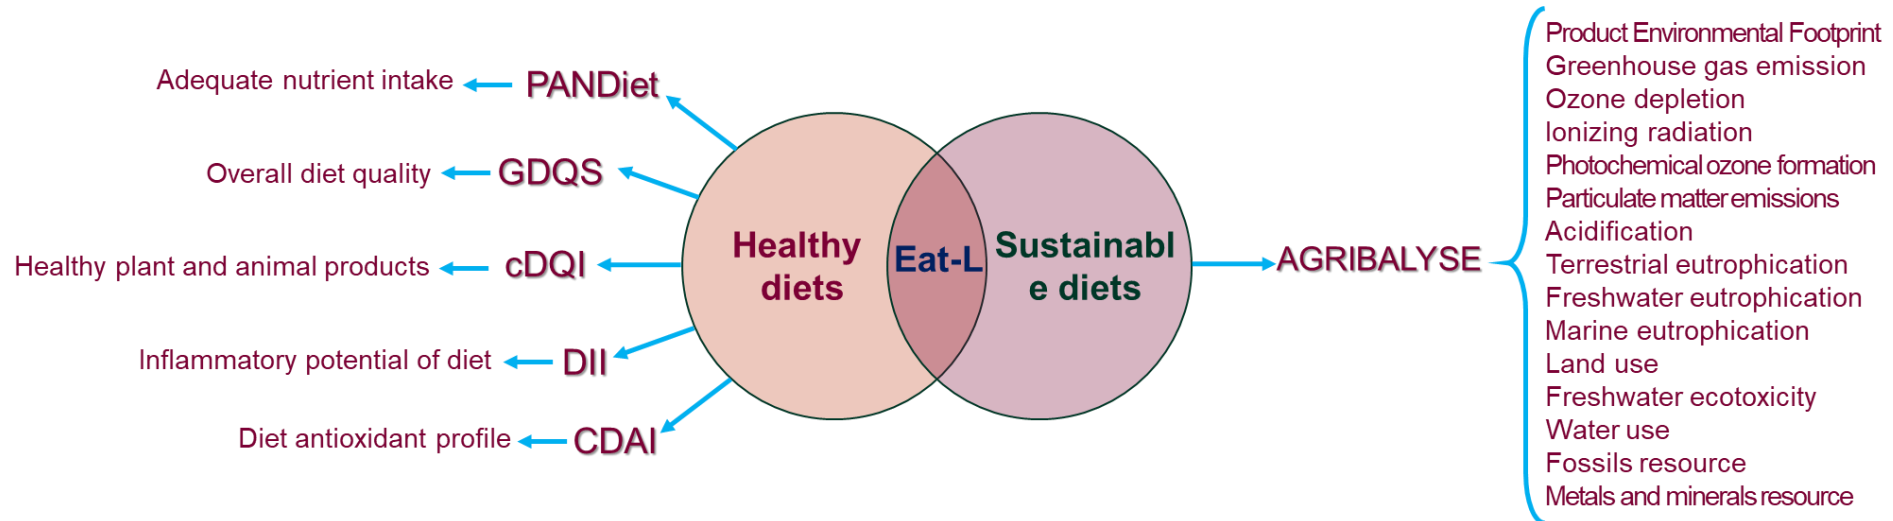 Adequate nutrient intake
PANDiet
Overall diet quality
GDQS
Healthy plant and animal products
cDQI
Inflammatory potential of diet
DII
Diet antioxidant profile
CDAI
Healthy
diets
Eat-L
Sustainabl
e diets
AGRIBALYSE
Product Environmental Footprint
Greenhouse gas emission
Ozone depletion
Ionizing radiation
Photochemical ozone formation
Particulate matter emissions
Acidification
Terrestrial eutrophication
Freshwater eutrophication
Marine eutrophication
Land use
Freshwater ecotoxicity
Water use
Fossils resource
Metals and minerals resource